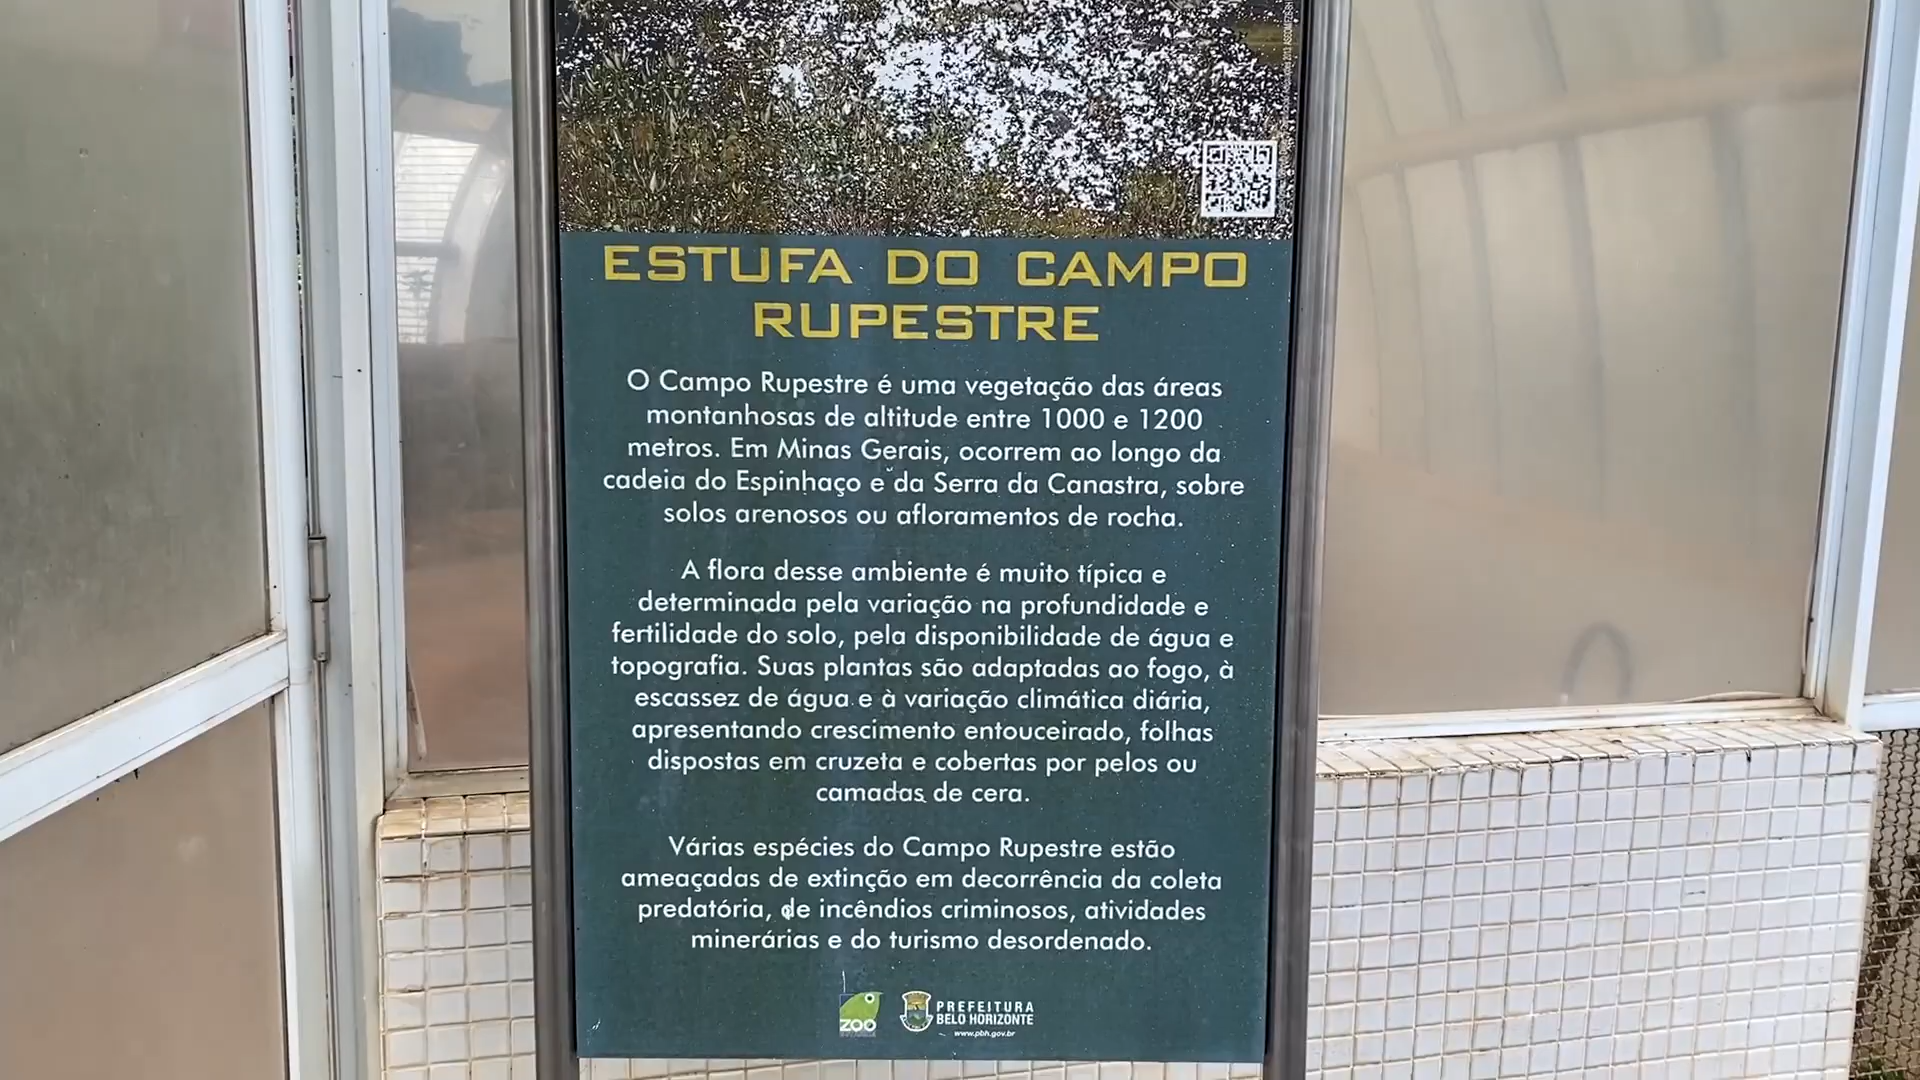 ESTUFA DO CAMPO
RUPESTRE
O Campo Rupestre é uma vegetação das áreas
montanhosas de altitude entre 1000 e 1200
metros. Em Minas Gerais, ocorrem ao longo da
cadeia do Espinhaço e da Serra da Canastra, sobre
solos arenosos ou afloramentos de rocha.
A flora desse ambiente é muito típica e
determinada pela variação na profundidade e
fertilidade do solo, pela disponibilidade de água e
topografia. Suas plantas são adaptadas ao fogo, à
escassez de água e à variação climática diária,
apresentando crescimento entouceirado, folhas
dispostas em cruzeta e cobertas por pelos ou
camadas de cera.
Várias espécies do Campo Rupestre estão
ameaçadas de extinção em decorrência da coleta
predatória, de incêndios criminosos, atividades
minerárias e do turismo desordenado.
ZOO
PREFEITURA
BELO HORIZONTE
www.pbh.gov.br